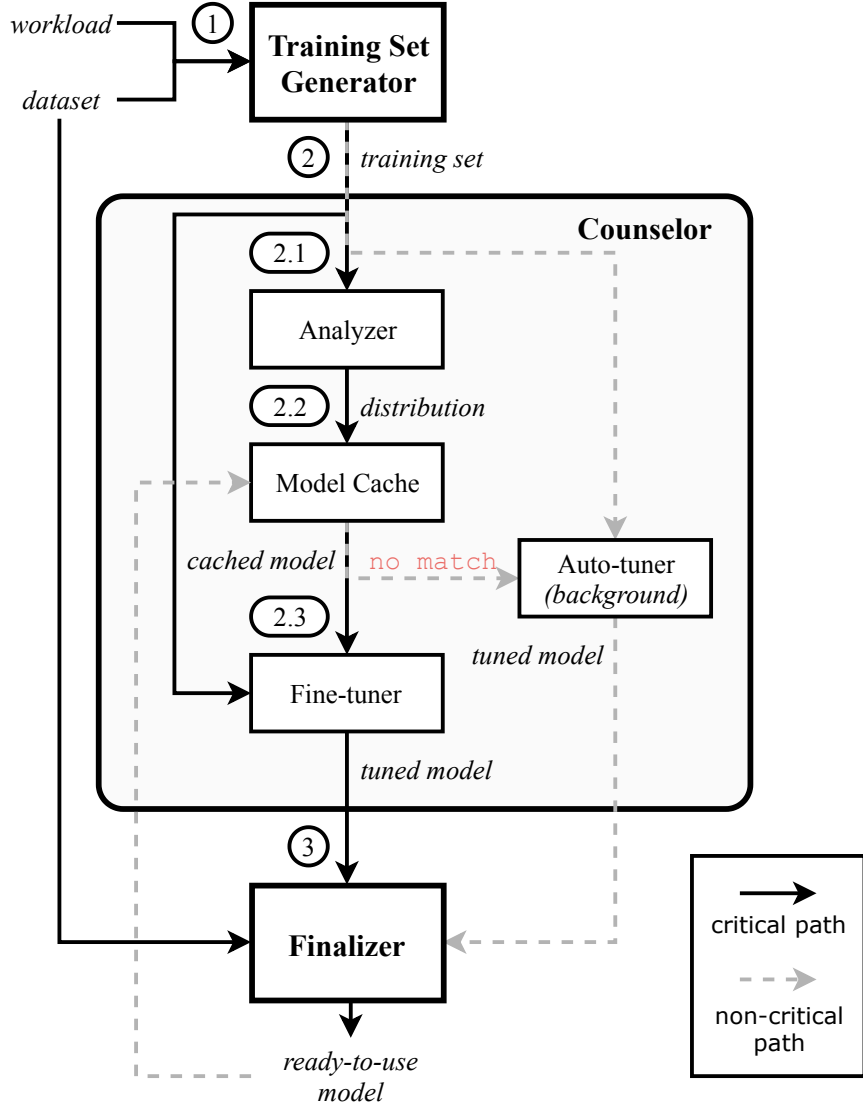 workload
1
Training Set
Generator
dataset
2
training set
Counselor
2.1
Analyzer
2.2
distribution
Model Cache
cached model
no match
Auto-tuner
(background)
2.3
tuned model
Fine-tuner
tuned model
3
Finalizer
critical path
non-critical
path
ready-to-use
model